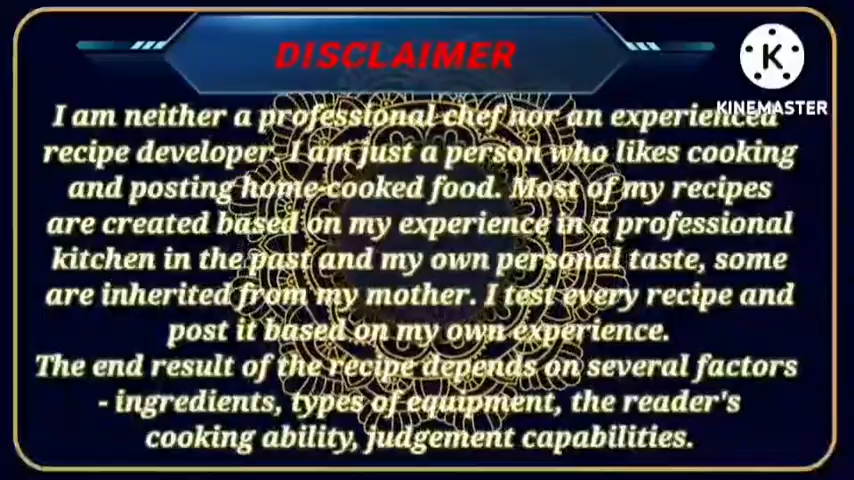 DISCLAIMER
KINEMASTER
I am neither a professional chef nor an experienced
recipe developer. I am just a person who likes cooking
and posting home-cooked food. Most of my recipes
are created based on my experience in a professional
kitchen in the past and my own personal taste, some
are inherited from my mother. I test every recipe and
post it based on my own experience.
The end result of the recipe depends on several factors
- ingredients, types of equipment, the reader's
cooking ability, judgement capabilities.